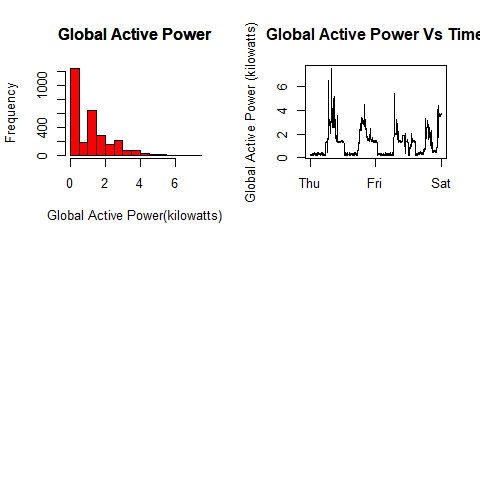 Global Active Power
Frequency
0 400 1000
0 2 4 6
Global Active Power(kilowatts)
Global Active Power Vs Time
Global Active Power (kilowatts)
0 2 4 6
Thu Fri Sat